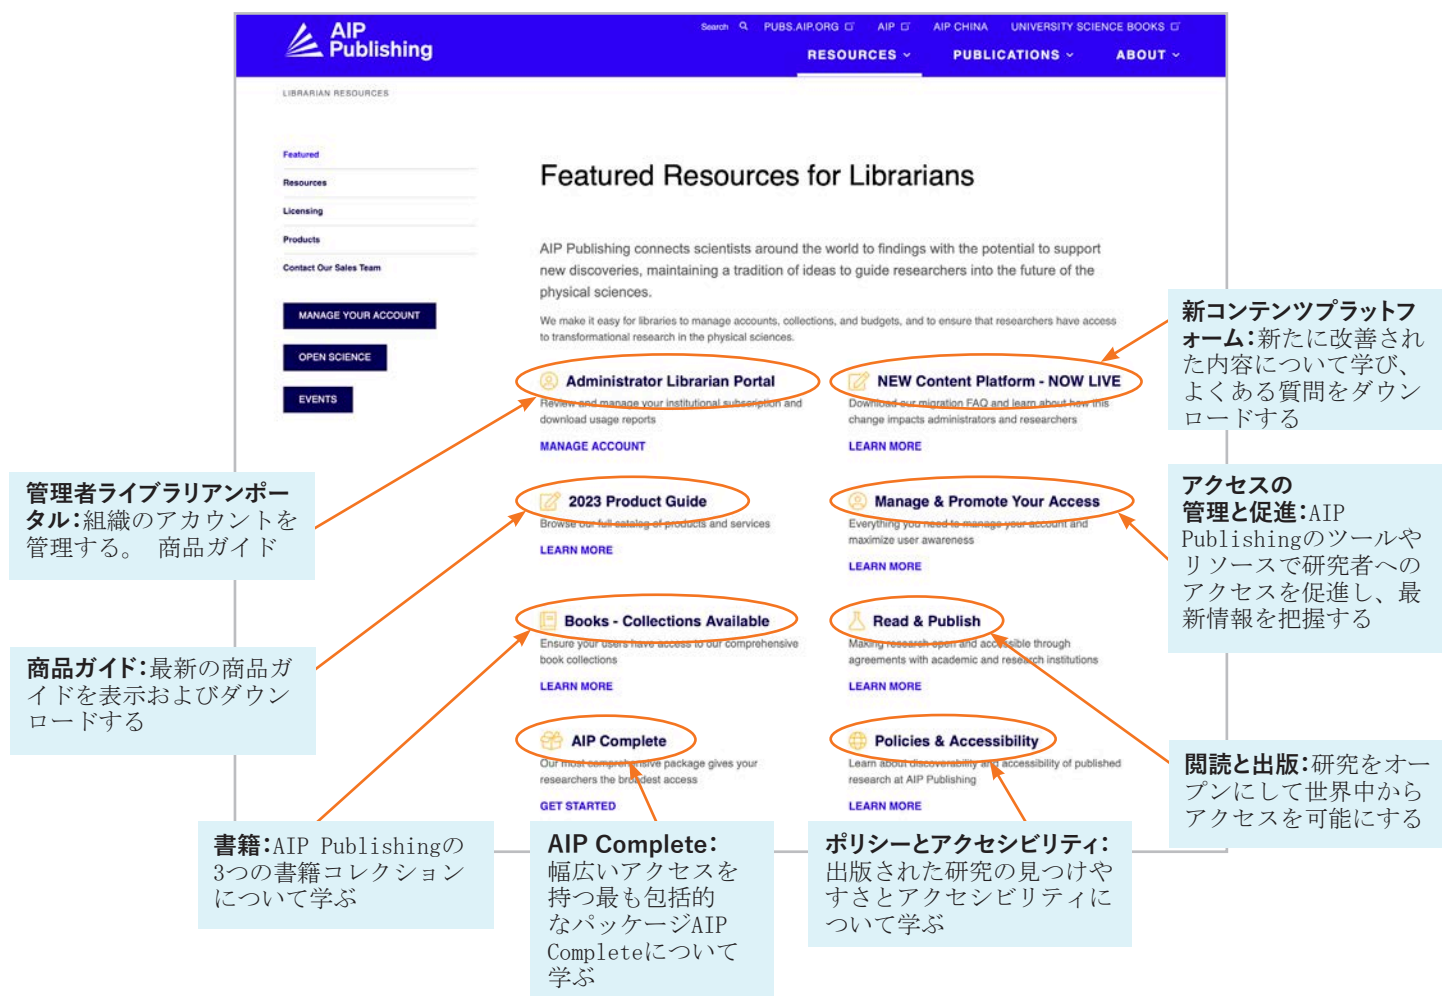 AIP
Publishing
Search
PUBS.AIP.ORG
AIP
AIP CHINA
UNIVERSITY SCIENCE BOOKS
RESOURCES
PUBLICATIONS
ABOUT
LIBRARIAN RESOURCES
Featured
Resources
Licensing
Products
Contact Our Sales Team
MANAGE YOUR ACCOUNT
OPEN SCIENCE
EVENTS
Featured Resources for Librarians
AIP Publishing connects scientists around the world to findings with the potential to support
new discoveries, maintaining a tradition of ideas to guide researchers into the future of the
physical sciences.
We make it easy for libraries to manage accounts, collections, and budgets, and to ensure that researchers have access
to transformational research in the physical sciences.
Administrator Librarian Portal
Review and manage your institutional subscription and
download usage reports
MANAGE ACCOUNT
NEW Content Platform - NOW LIVE
Download our migration FAQ and learn about how this
change impacts administrators and researchers
LEARN MORE
2023 Product Guide
Browse our full catalog of products and services
LEARN MORE
Manage & Promote Your Access
Everything you need to manage your account and
maximize user awareness
LEARN MORE
Books - Collections Available
Ensure your users have access to our comprehensive
book collections
LEARN MORE
Read & Publish
Making research open and accessible through
agreements with academic and research institutions
LEARN MORE
AIP Complete
Our most comprehensive package gives your
researchers the broadest access
GET STARTED
Policies & Accessibility
Learn about discoverability and accessibility of published
research at AIP Publishing
LEARN MORE
新コンテンツプラットフ
ォーム：新たに改善され
た内容について学び、
よくある質問をダウン
ロードする
管理者ライブラリアンポー
タル：組織のアカウントを
管理する。 商品ガイド
アクセスの
管理と促進：AIP
Publishingのツールや
リソースで研究者への
アクセスを促進し、最
新情報を把握する
商品ガイド：最新の商品ガ
イドを表示およびダウン
ロードする
閲読と出版：研究をオー
プンにして世界中から
アクセスを可能にする
書籍：AIP Publishingの
3つの書籍コレクション
について学ぶ
AIP Complete：
幅広いアクセスを
持つ最も包括的
なパッケージAIP
Completeについて
学ぶ
ポリシーとアクセシビリティ：
出版された研究の見つけや
すさとアクセシビリティに
ついて学ぶ